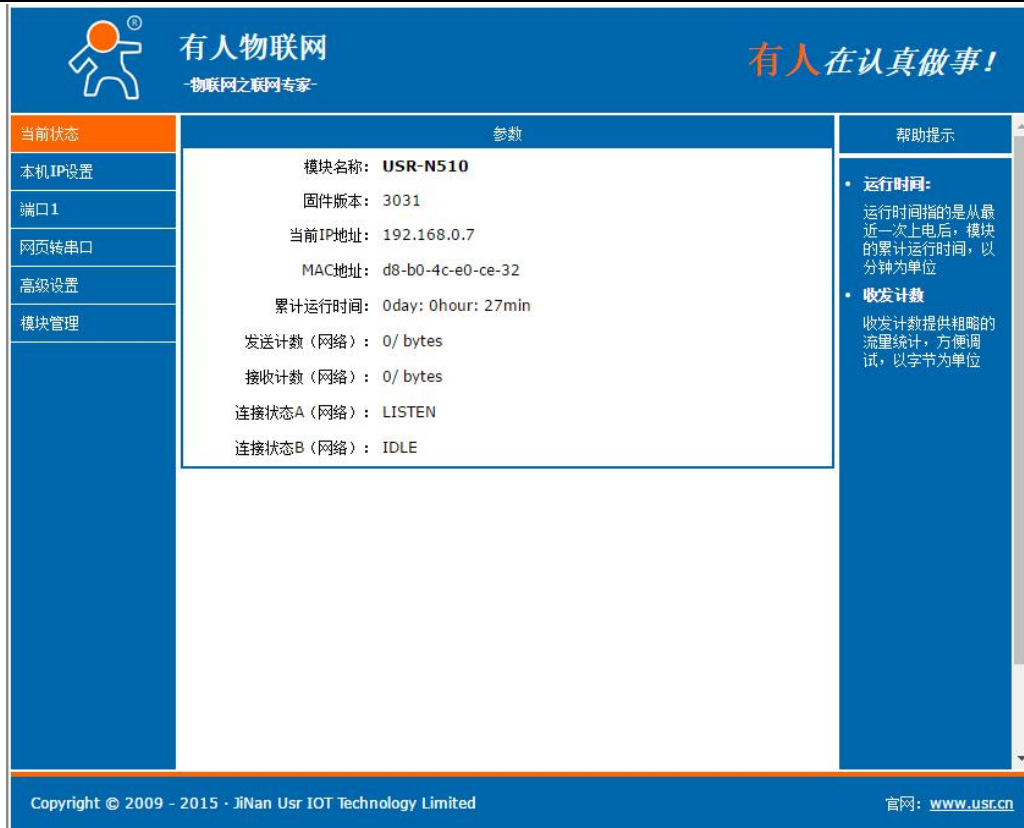 ®
有人物联网
-物联网之联网专家-
有人在认真做事!
当前状态
本机IP设置
端口1
网页转串口
高级设置
模块管理
参数
模块名称: USR-N510
固件版本: 3031
当前IP地址: 192.168.0.7
MAC地址: d8-b0-4c-e0-ce-32
累计运行时间: 0day: 0hour: 27min
发送计数（网络）: 0/ bytes
接收计数（网络）: 0/ bytes
连接状态A（网络）: LISTEN
连接状态B（网络）: IDLE
帮助提示
• 运行时间:
运行时间指的是从最
近一次上电后，模块
的累计运行时间，以
分钟为单位
• 收发计数
收发计数提供粗略的
流量统计，方便调
试，以字节为单位
Copyright © 2009 - 2015 · JiNan Usr IOT Technology Limited
官网: www.usr.cn